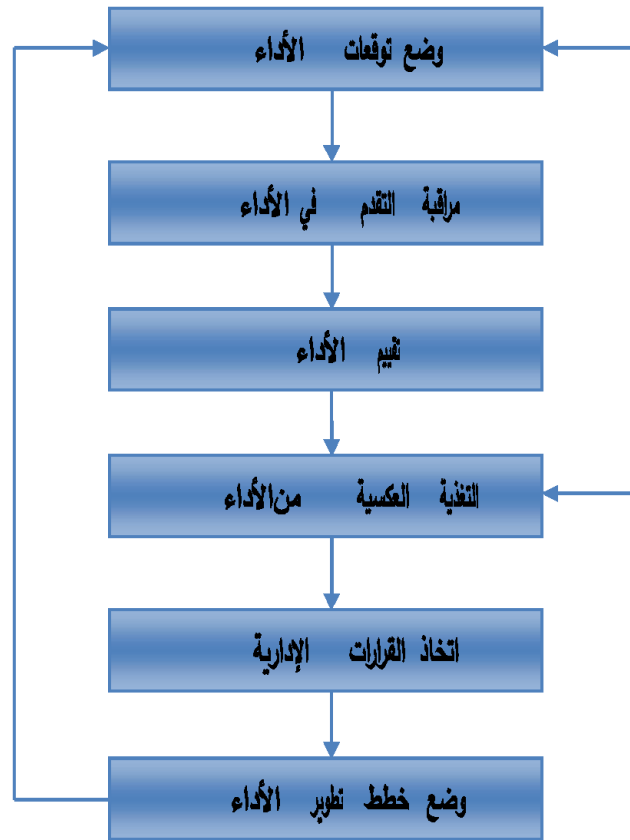 وضع توقعات الأداء
مراقبة التقدم في الأداء
تقييم الأداء
التغذية العكسية من الأداء
اتخاذ القرارات الإدارية
وضع خطط تطوير الأداء